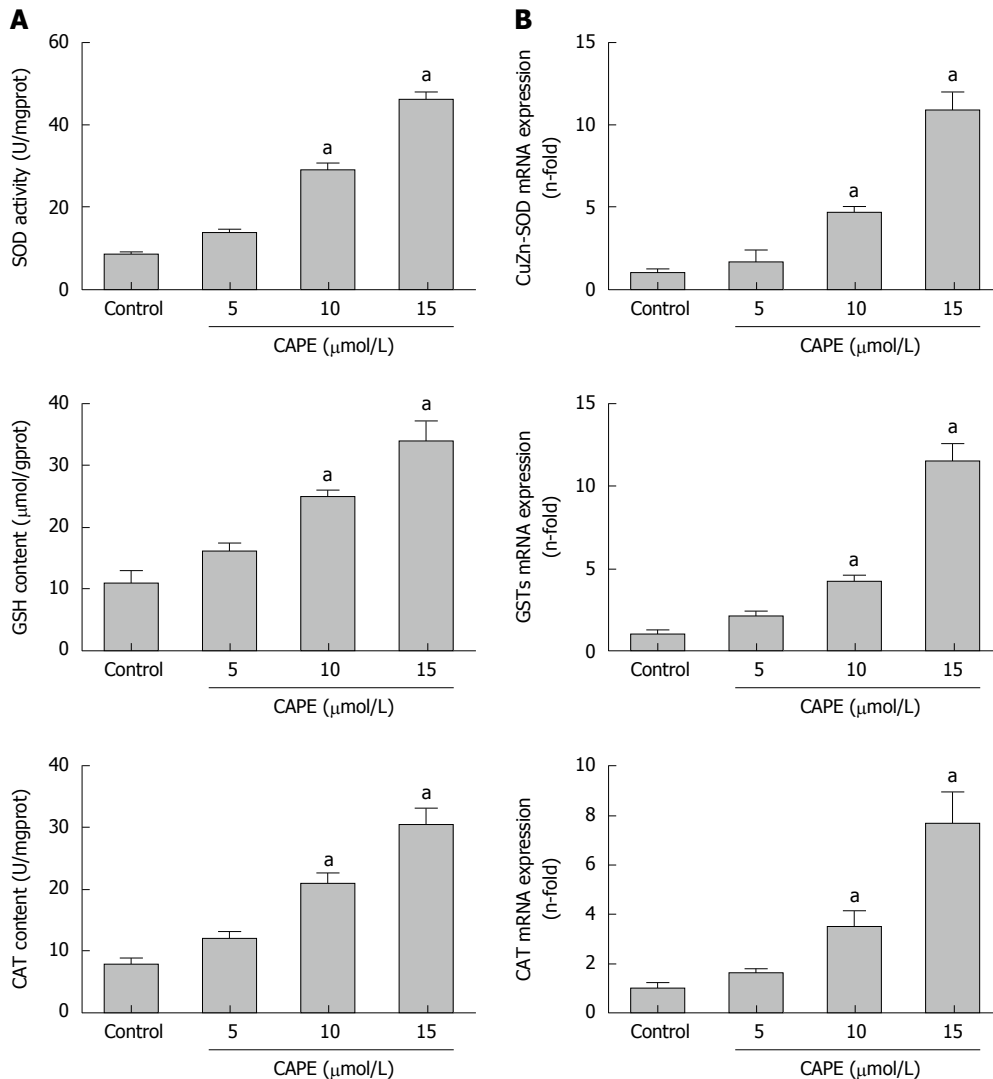 A
SOD activity (U/mgprot)
60
40
20
0
a
a
Control
5
10
15
CAPE (μmol/L)
B
CuZn-SOD mRNA expression
(n-fold)
15
10
5
0
a
a
Control
5
10
15
CAPE (μmol/L)
GSH content (μmol/gprot)
40
30
20
10
0
a
a
Control
5
10
15
CAPE (μmol/L)
GSTs mRNA expression
(n-fold)
15
10
5
0
a
a
Control
5
10
15
CAPE (μmol/L)
CAT content (U/mgprot)
40
30
20
10
0
a
a
Control
5
10
15
CAPE (μmol/L)
CAT mRNA expression
(n-fold)
10
8
6
4
2
0
a
a
Control
5
10
15
CAPE (μmol/L)